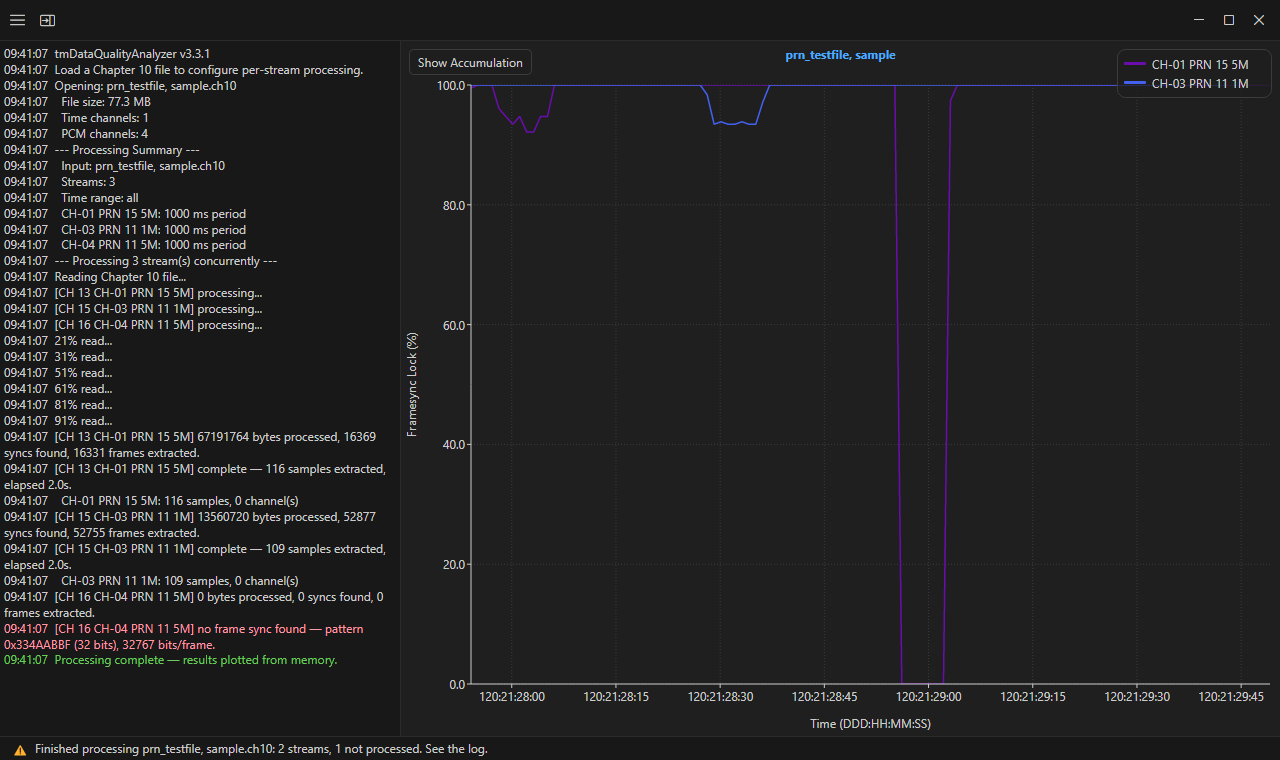 09:41:07 tmDataQualityAnalyzer v3.3.1
09:41:07 Load a Chapter 10 file to configure per-stream processing.
09:41:07 Opening: prn_testfile, sample.ch10
09:41:07 File size: 77.3 MB
09:41:07 Time channels: 1
09:41:07 PCM channels: 4
09:41:07 --- Processing Summary ---
09:41:07 Input: prn_testfile, sample.ch10
09:41:07 Streams: 3
09:41:07 Time range: all
09:41:07 CH-01 PRN 15 5M: 1000 ms period
09:41:07 CH-03 PRN 11 1M: 1000 ms period
09:41:07 CH-04 PRN 11 5M: 1000 ms period
09:41:07 --- Processing 3 stream(s) concurrently ---
09:41:07 Reading Chapter 10 file...
09:41:07 [CH 13 CH-01 PRN 15 5M] processing...
09:41:07 [CH 15 CH-03 PRN 11 1M] processing...
09:41:07 [CH 16 CH-04 PRN 11 5M] processing...
09:41:07 21% read...
09:41:07 31% read...
09:41:07 51% read...
09:41:07 61% read...
09:41:07 81% read...
09:41:07 91% read...
09:41:07 [CH 13 CH-01 PRN 15 5M] 67191764 bytes processed, 16369
syncs found, 16331 frames extracted.
09:41:07 [CH 13 CH-01 PRN 15 5M] complete — 116 samples extracted,
elapsed 2.0s.
09:41:07 CH-01 PRN 15 5M: 116 samples, 0 channel(s)
09:41:07 [CH 15 CH-03 PRN 11 1M] 13560720 bytes processed, 52877
syncs found, 52755 frames extracted.
09:41:07 [CH 15 CH-03 PRN 11 1M] complete — 109 samples extracted,
elapsed 2.0s.
09:41:07 CH-03 PRN 11 1M: 109 samples, 0 channel(s)
09:41:07 [CH 16 CH-04 PRN 11 5M] 0 bytes processed, 0 syncs found, 0
frames extracted.
09:41:07 [CH 16 CH-04 PRN 11 5M] no frame sync found — pattern
0x334AABBF (32 bits), 32767 bits/frame.
09:41:07 Processing complete — results plotted from memory.
Show Accumulation
prn_testfile, sample
CH-01 PRN 15 5M
CH-03 PRN 11 1M
100.0
80.0
60.0
40.0
20.0
0.0
Framesync Lock (%)
120:21:28:00 120:21:28:15 120:21:28:30 120:21:28:45 120:21:29:00 120:21:29:15 120:21:29:30 120:21:29:45
Time (DDD:HH:MM:SS)
Finished processing prn_testfile, sample.ch10: 2 streams, 1 not processed. See the log.